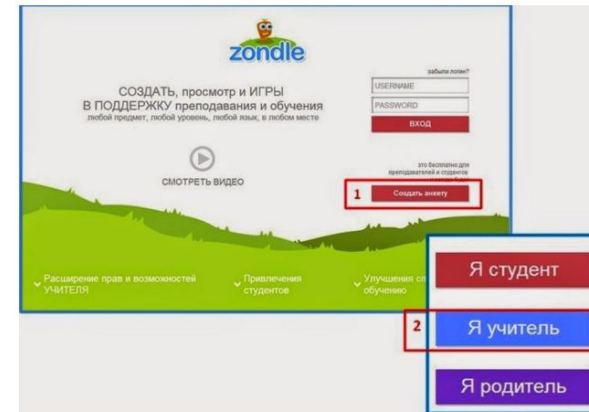 zondle
забыли логин?
USERNAME
PASSWORD
ВХОД
СОЗДАТЬ, просмотр и ИГРЫ
В ПОДДЕРЖКУ преподавания и обучения
любой предмет, любой уровень, любой язык, в любом месте
СМОТРЕТЬ ВИДЕО
это бесплатно для
преподавателей и студентов
1
Создать анкету
Расширение прав и возможностей
УЧИТЕЛЯ
Привлечения
студентов
Улучшения
обучению
Я студент
2
Я учитель
Я родитель